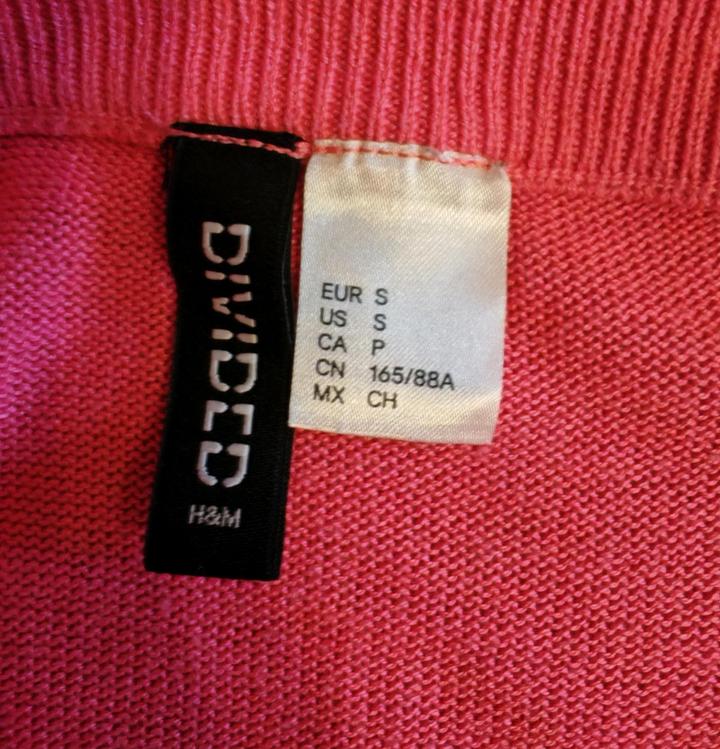 DIVIDED
H&M
EUR S
US S
CA P
CN 165/88A
MX CH